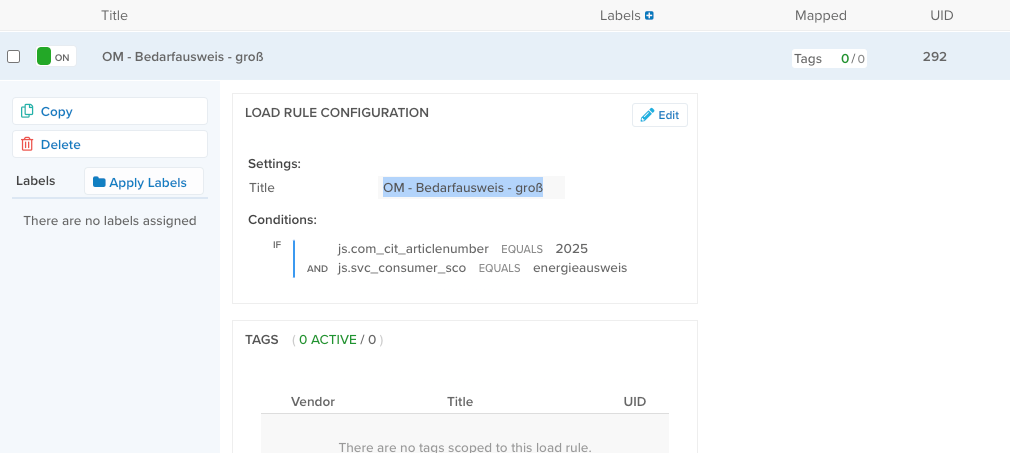 Title Labels Mapped UID
ON OM - Bedarfausweis - groß Tags 0 / 0 292
Copy
Delete
Labels Apply Labels
There are no labels assigned
LOAD RULE CONFIGURATION Edit
Settings:
Title OM - Bedarfausweis - groß
Conditions:
IF js.com_cit_articlenumber EQUALS 2025
AND js.svc_consumer_sco EQUALS energieausweis
TAGS ( 0 ACTIVE / 0 )
Vendor Title UID
There are no tags scoped to this load rule.